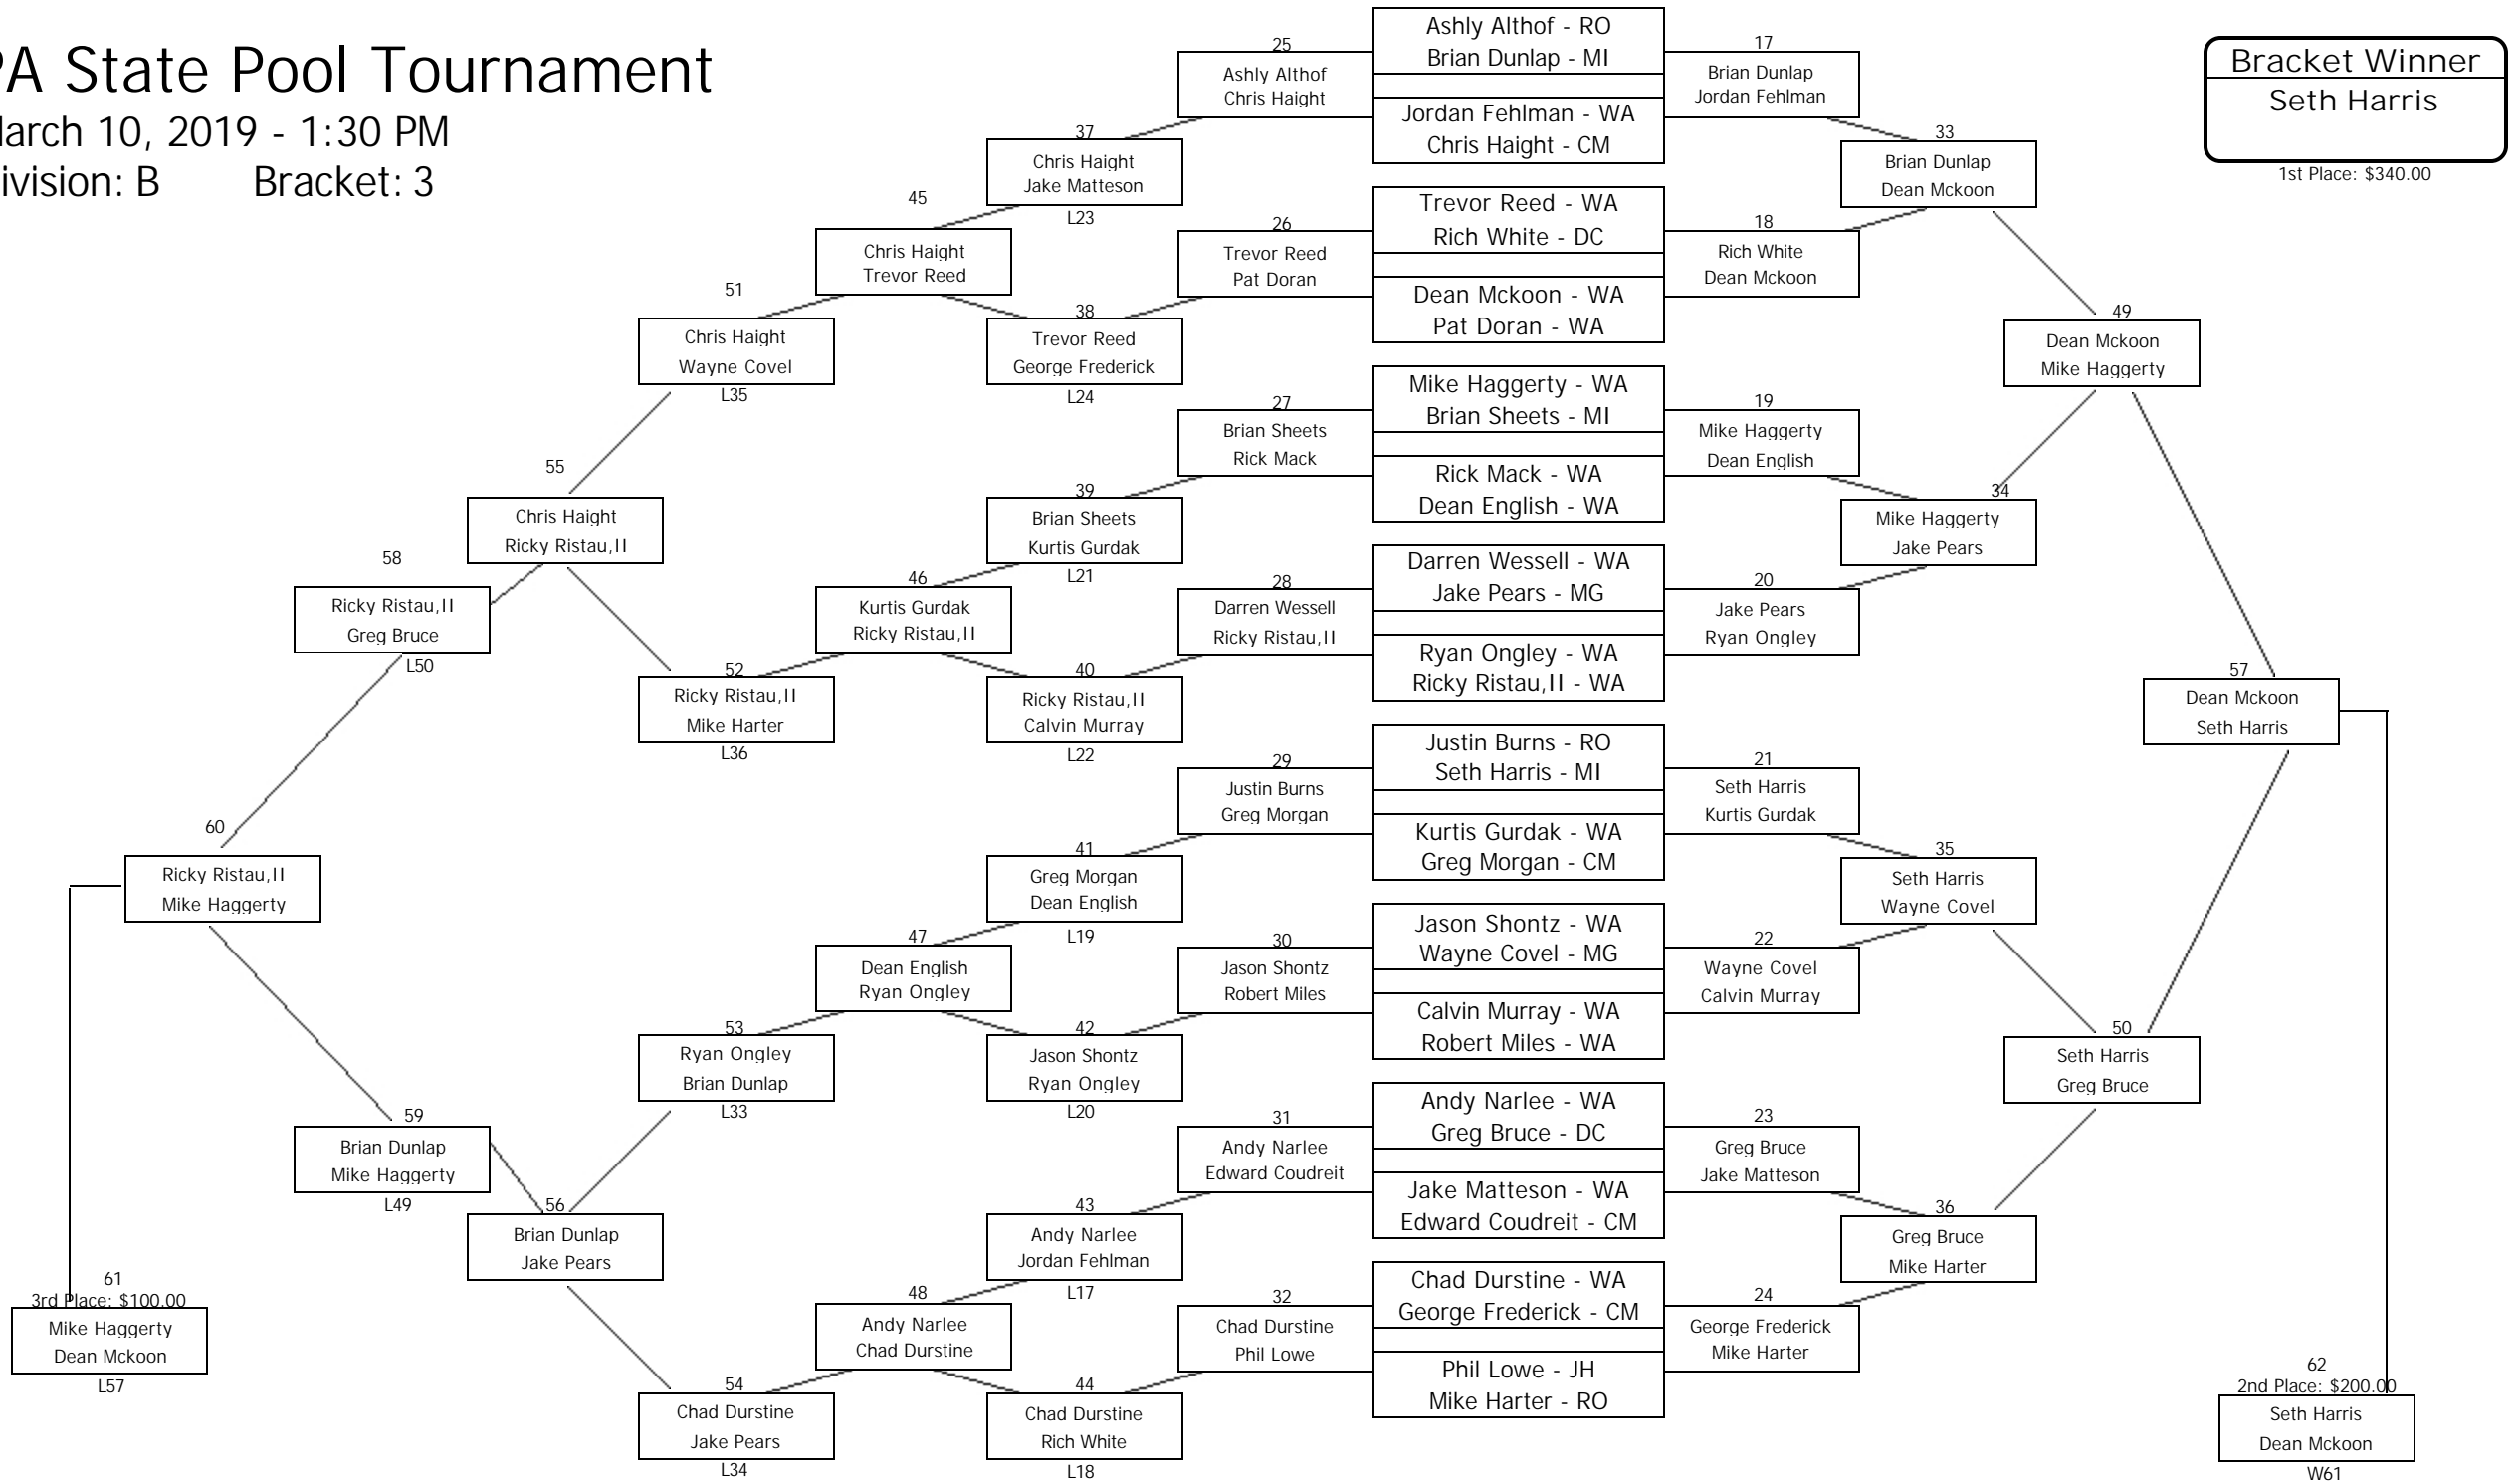 PA State Pool Tournament
March 10, 2019 - 1:30 PM
ivision: B Bracket: 3
Bracket Winner
Seth Harris
1st Place: $340.00
Ashly Althof - RO
Brian Dunlap - MI
Jordan Fehlman - WA
Chris Haight - CM
Trevor Reed - WA
Rich White - DC
Dean Mckoon - WA
Pat Doran - WA
Mike Haggerty - WA
Brian Sheets - MI
Rick Mack - WA
Dean English - WA
Darren Wessell - WA
Jake Pears - MG
Ryan Ongley - WA
Ricky Ristau,II - WA
Justin Burns - RO
Seth Harris - MI
Kurtis Gurdak - WA
Greg Morgan - CM
Jason Shontz - WA
Wayne Covel - MG
Calvin Murray - WA
Robert Miles - WA
Andy Narlee - WA
Greg Bruce - DC
Jake Matteson - WA
Edward Coudreit - CM
Chad Durstine - WA
George Frederick - CM
Phil Lowe - JH
Mike Harter - RO
17
Brian Dunlap
Jordan Fehlman
18
Rich White
Dean Mckoon
19
Mike Haggerty
Dean English
20
Jake Pears
Ryan Ongley
21
Seth Harris
Kurtis Gurdak
22
Wayne Covel
Calvin Murray
23
Greg Bruce
Jake Matteson
24
George Frederick
Mike Harter
25
Ashly Althof
Chris Haight
26
Trevor Reed
Pat Doran
27
Brian Sheets
Rick Mack
28
Darren Wessell
Ricky Ristau,II
29
Justin Burns
Greg Morgan
30
Jason Shontz
Robert Miles
31
Andy Narlee
Edward Coudreit
32
Chad Durstine
Phil Lowe
33
Brian Dunlap
Dean Mckoon
34
Mike Haggerty
Jake Pears
35
Seth Harris
Wayne Covel
36
Greg Bruce
Mike Harter
37
Chris Haight
Jake Matteson
L23
38
Trevor Reed
George Frederick
L24
39
Brian Sheets
Kurtis Gurdak
L21
40
Ricky Ristau,II
Calvin Murray
L22
41
Greg Morgan
Dean English
L19
42
Jason Shontz
Ryan Ongley
L20
43
Andy Narlee
Jordan Fehlman
L17
44
Chad Durstine
Rich White
L18
45
Chris Haight
Trevor Reed
46
Kurtis Gurdak
Ricky Ristau,II
47
Dean English
Ryan Ongley
48
Andy Narlee
Chad Durstine
49
Dean Mckoon
Mike Haggerty
50
Seth Harris
Greg Bruce
51
Chris Haight
Wayne Covel
L35
52
Ricky Ristau,II
Mike Harter
L36
53
Ryan Ongley
Brian Dunlap
L33
54
Chad Durstine
Jake Pears
L34
55
Chris Haight
Ricky Ristau,II
56
Brian Dunlap
Jake Pears
57
Dean Mckoon
Seth Harris
58
Ricky Ristau,II
Greg Bruce
L50
59
Brian Dunlap
Mike Haggerty
L49
60
Ricky Ristau,II
Mike Haggerty
61
3rd Place: $100.00
Mike Haggerty
Dean Mckoon
L57
62
2nd Place: $200.00
Seth Harris
Dean Mckoon
W61